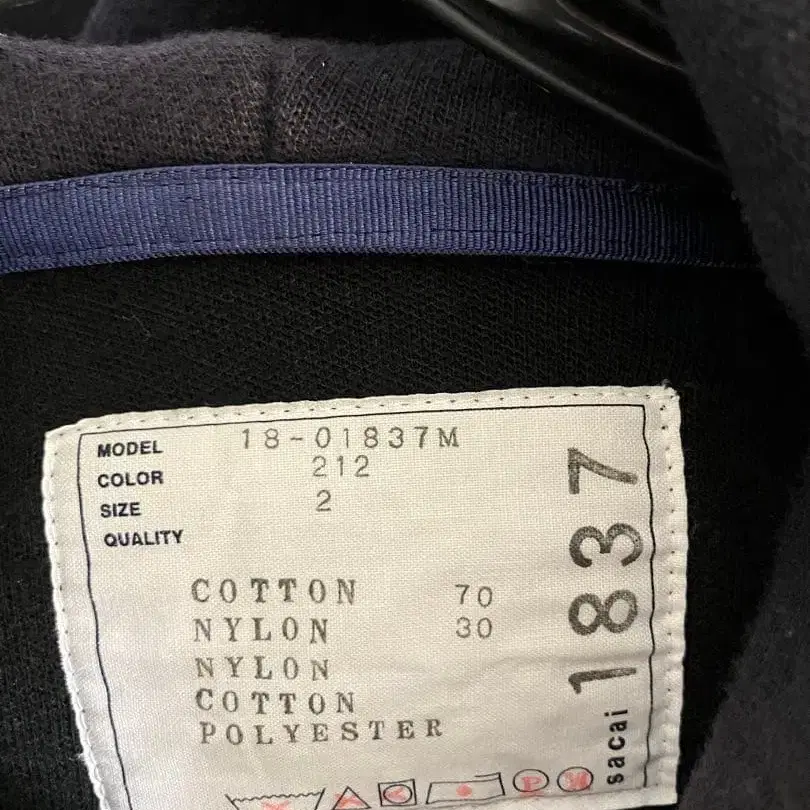 MODEL 18-01837M
COLOR 212
SIZE 2
QUALITY
COTTON 70
NYLON 30
NYLON
COTTON
POLYESTER
sacai 1837
P W